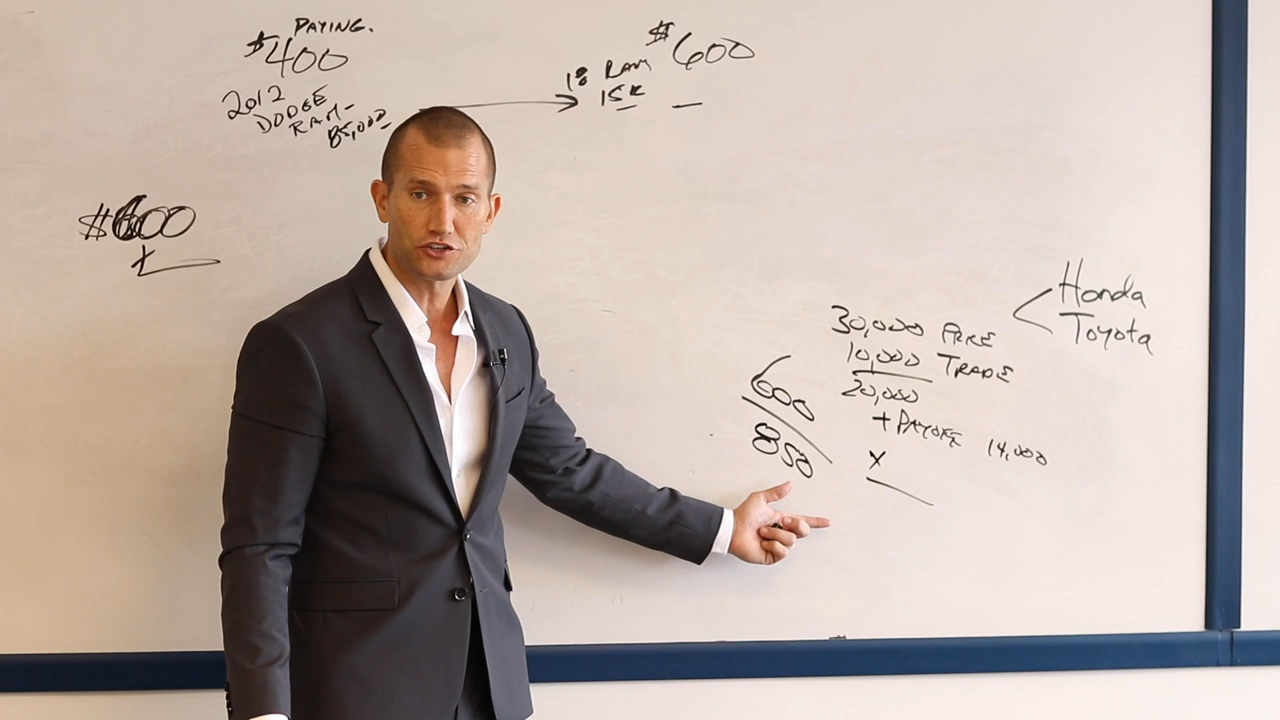 PAYING.
$400
2012
DODGE
RAM-
85,000
18 RAM
15K
$600
$600
Honda
Toyota
30,000 PRICE
10,000 TRADE
20,000
+ PAYOFF 14,000
X
600
850